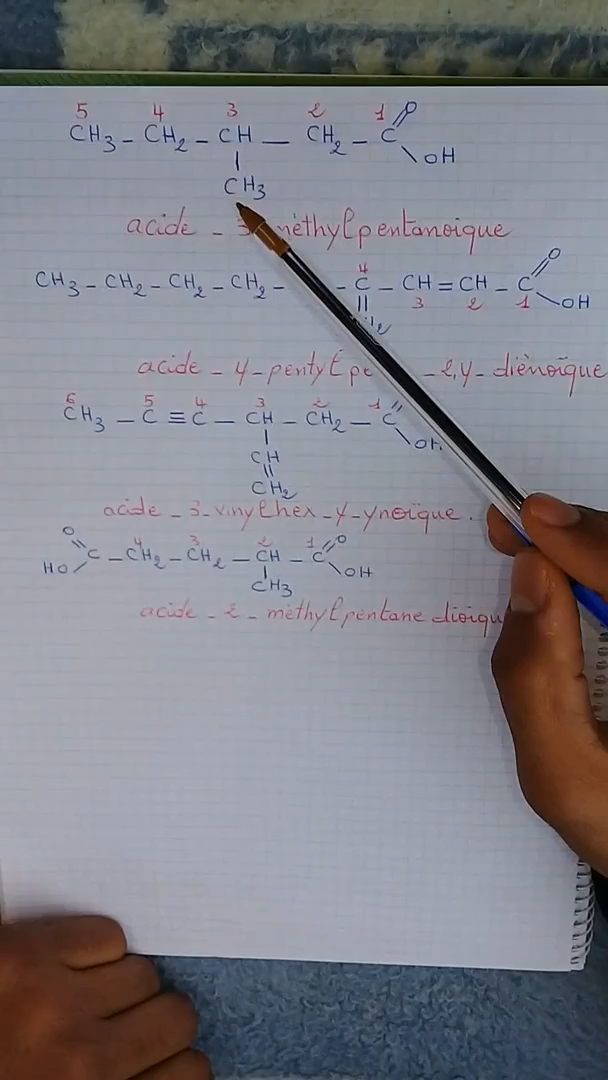 5 4 3 2 1 O
CH3 - CH2 - CH — CH2 - C
OH
CH3
acide - 3 méthylpentanoïque
4 O
CH3 - CH2 - CH2 - CH2 - - C - CH = CH - C
3 2 1 OH
acide - 4 - pentyl - 2,4 - diènoïque
6 5 4 3 2 1
CH3 - C ≡ C - CH - CH2 - C
CH
CH2
acide - 3 - vinylhex - 4 - ynoïque.
O 4 3 2 1 O
C - CH2 - CH2 - CH - C
HO CH3 OH
acide - 2 - méthylpentane